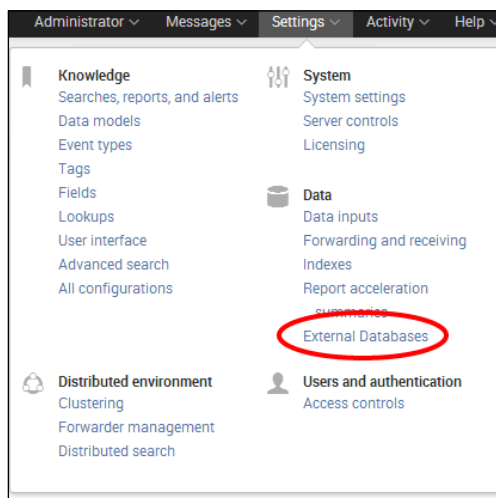 Administrator Messages Settings Activity Help
Knowledge
Searches, reports, and alerts
Data models
Event types
Tags
Fields
Lookups
User interface
Advanced search
All configurations
System
System settings
Server controls
Licensing
Data
Data inputs
Forwarding and receiving
Indexes
Report acceleration
summaries
External Databases
Distributed environment
Clustering
Forwarder management
Distributed search
Users and authentication
Access controls